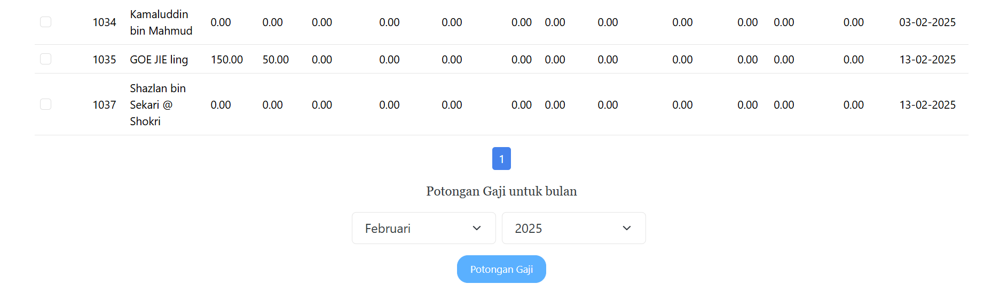 Kamaluddin
1034 0.00 0.00 0.00 0.00 0.00 0.00 0.00 0.00 0.00 0.00 0.00 0.00 03-02-2025
bin Mahmud
1035 GOE JIE ling 150.00 50.00 0.00 0.00 0.00 0.00 0.00 0.00 0.00 0.00 0.00 0.00 13-02-2025
Shazlan bin
1037 Sekari @ 0.00 0.00 0.00 0.00 0.00 0.00 0.00 0.00 0.00 0.00 0.00 0.00 13-02-2025
Shokri
1
Potongan Gaji untuk bulan
Februari 2025
Potongan Gaji